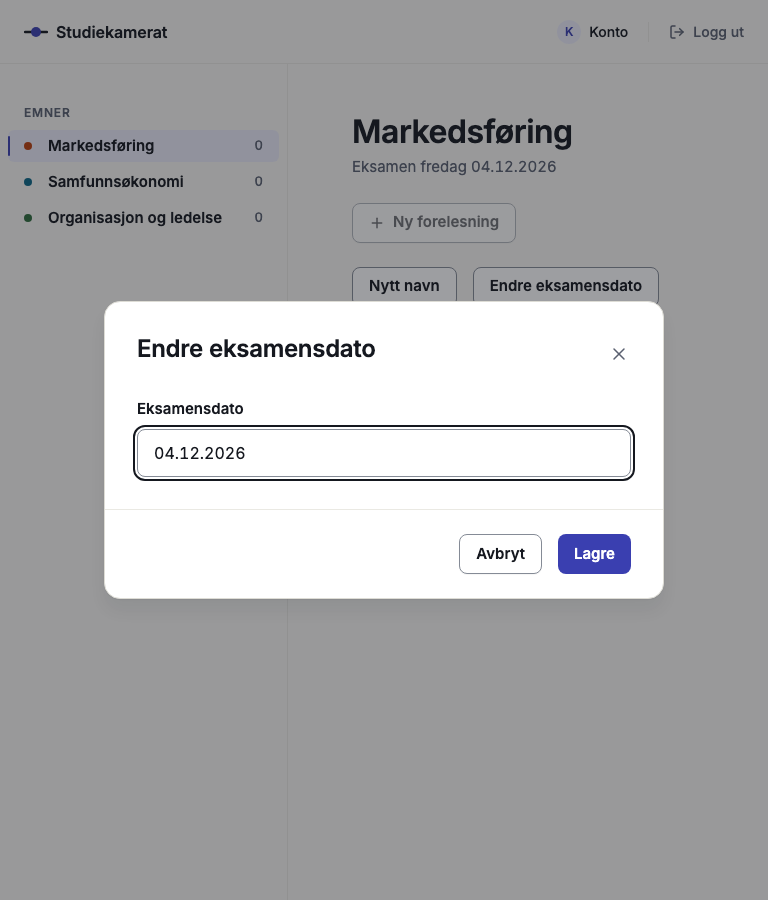 Studiekamerat
K Konto
Logg ut
EMNER
Markedsføring 0
Samfunnsøkonomi 0
Organisasjon og ledelse 0
Markedsføring
Eksamen fredag 04.12.2026
Ny forelesning
Nytt navn
Endre eksamensdato
Endre eksamensdato
Eksamensdato
04.12.2026
Avbryt
Lagre